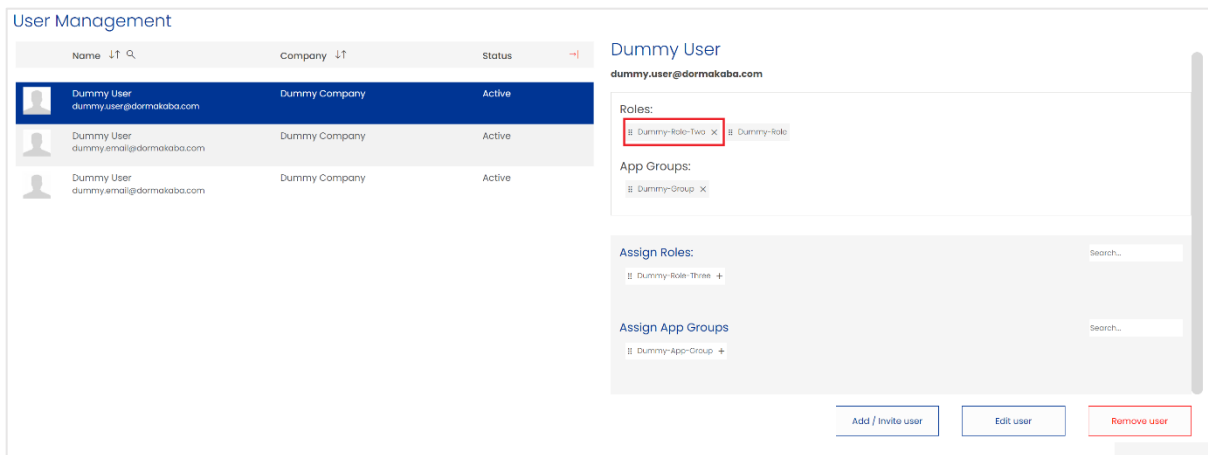 User Management
Name ↓↑ Company ↓↑ Status →|
Dummy User Dummy Company Active
dummy.user@dormakaba.com
Dummy User Dummy Company Active
dummy.email@dormakaba.com
Dummy User Dummy Company Active
dummy.email@dormakaba.com
Dummy User
dummy.user@dormakaba.com
Roles:
⠿ Dummy-Role-Two × ⠿ Dummy-Role
App Groups:
⠿ Dummy-Group ×
Assign Roles: Search...
⠿ Dummy-Role-Three +
Assign App Groups Search...
⠿ Dummy-App-Group +
Add / Invite user Edit user Remove user